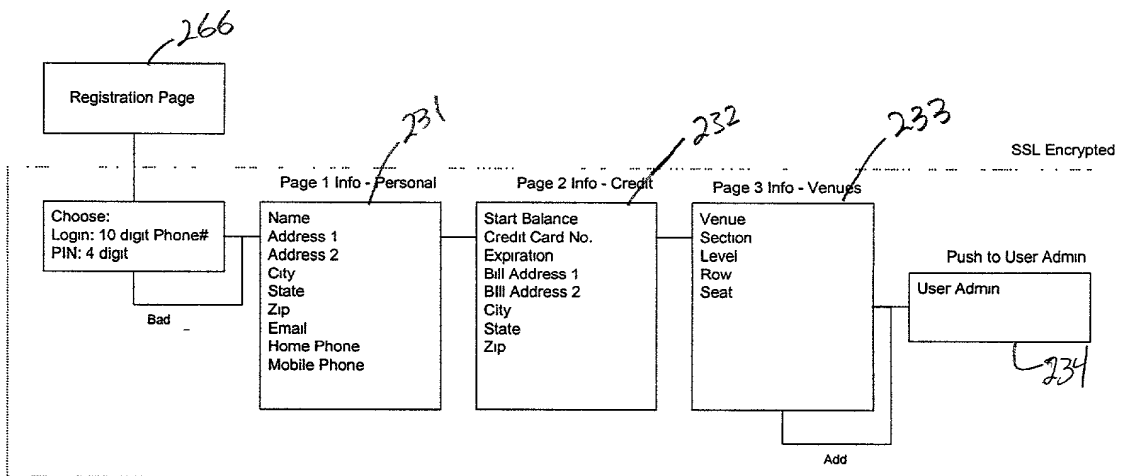 266
Registration Page
231
232
233
SSL Encrypted
Page 1 Info - Personal
Page 2 Info - Credit
Page 3 Info - Venues
Choose:
Login: 10 digit Phone#
PIN: 4 digit
Bad
Name
Address 1
Address 2
City
State
Zip
Email
Home Phone
Mobile Phone
Start Balance
Credit Card No.
Expiration
Bill Address 1
BIll Address 2
City
State
Zip
Venue
Section
Level
Row
Seat
Add
Push to User Admin
User Admin
234